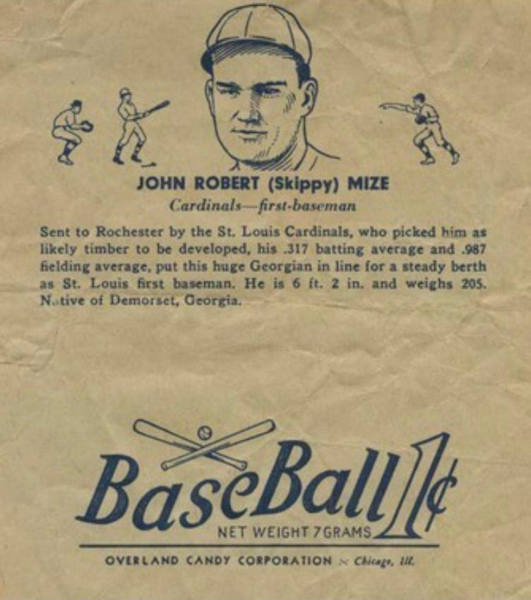 JOHN ROBERT (Skippy) MIZE
Cardinals—first-baseman
Sent to Rochester by the St. Louis Cardinals, who picked him as
likely timber to be developed, his .317 batting average and .987
fielding average, put this huge Georgian in line for a steady berth
as St. Louis first baseman. He is 6 ft. 2 in. and weighs 205.
Native of Demorset, Georgia.
BaseBall 1¢
NET WEIGHT 7 GRAMS
OVERLAND CANDY CORPORATION × Chicago, Ill.